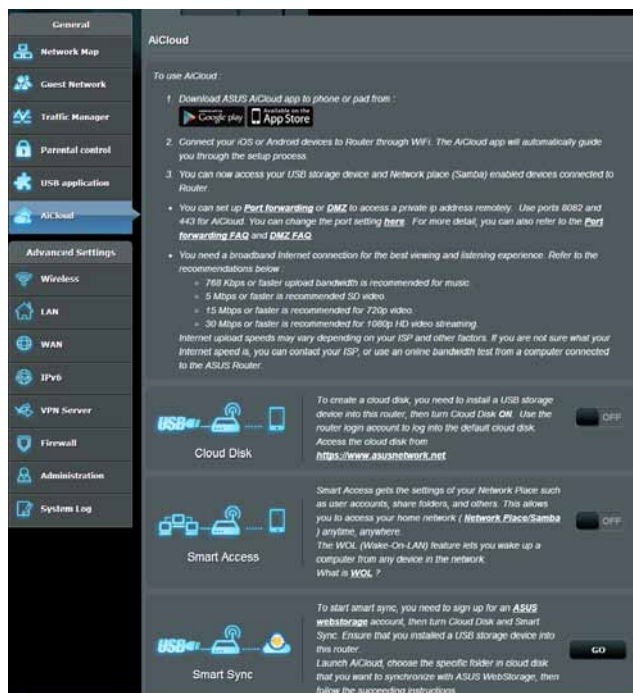 General
Network Map
Guest Network
Traffic Manager
Parental control
USB application
AiCloud
Advanced Settings
Wireless
LAN
WAN
IPv6
VPN Server
Firewall
Administration
System Log
AiCloud
To use AiCloud :
1. Download ASUS AiCloud app to phone or pad from :
Google play
Available on the
App Store
2. Connect your iOS or Android devices to Router through WiFi. The AiCloud app will automatically guide
you through the setup process.
3. You can now access your USB storage device and Network place (Samba) enabled devices connected to
Router.
• You can set up Port forwarding or DMZ to access a private ip address remotely. Use ports 8082 and
443 for AiCloud. You can change the port setting here. For more detail, you can also refer to the Port
forwarding FAQ and DMZ FAQ.
• You need a broadband Internet connection for the best viewing and listening experience. Refer to the
recommendations below :
768 Kbps or faster upload bandwidth is recommended for music.
5 Mbps or faster is recommended SD video.
15 Mbps or faster is recommended for 720p video.
30 Mbps or faster is recommended for 1080p HD video streaming.
Internet upload speeds may vary depending on your ISP and other factors. If you are not sure what your
Internet speed is, you can contact your ISP, or use an online bandwidth test from a computer connected
to the ASUS Router.
USB
Cloud Disk
To create a cloud disk, you need to install a USB storage
device into this router, then turn Cloud Disk ON. Use the
router login account to log into the default cloud disk.
Access the cloud disk from
https://www.asusnetwork.net
OFF
Smart Access
Smart Access gets the settings of your Network Place such
as user accounts, share folders, and others. This allows
you to access your home network ( Network Place/Samba
) anytime, anywhere.
The WOL (Wake-On-LAN) feature lets you wake up a
computer from any device in the network.
What is WOL ?
OFF
USB
Smart Sync
To start smart sync, you need to sign up for an ASUS
webstorage account, then turn Cloud Disk and Smart
Sync. Ensure that you installed a USB storage device into
this router.
Launch AiCloud, choose the specific folder in cloud disk
that you want to synchronize with ASUS WebStorage, then
follow the succeeding instructions.
GO